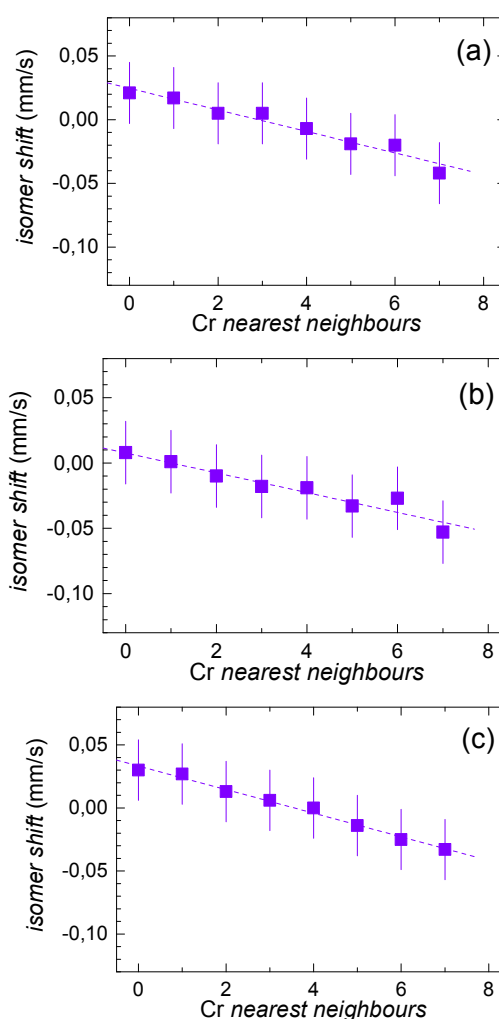 (a)
0,05
0,00
-0,05
-0,10
isomer shift (mm/s)
0 2 4 6 8
Cr nearest neighbours
(b)
0,05
0,00
-0,05
-0,10
isomer shift (mm/s)
0 2 4 6 8
Cr nearest neighbours
(c)
0,05
0,00
-0,05
-0,10
isomer shift (mm/s)
0 2 4 6 8
Cr nearest neighbours